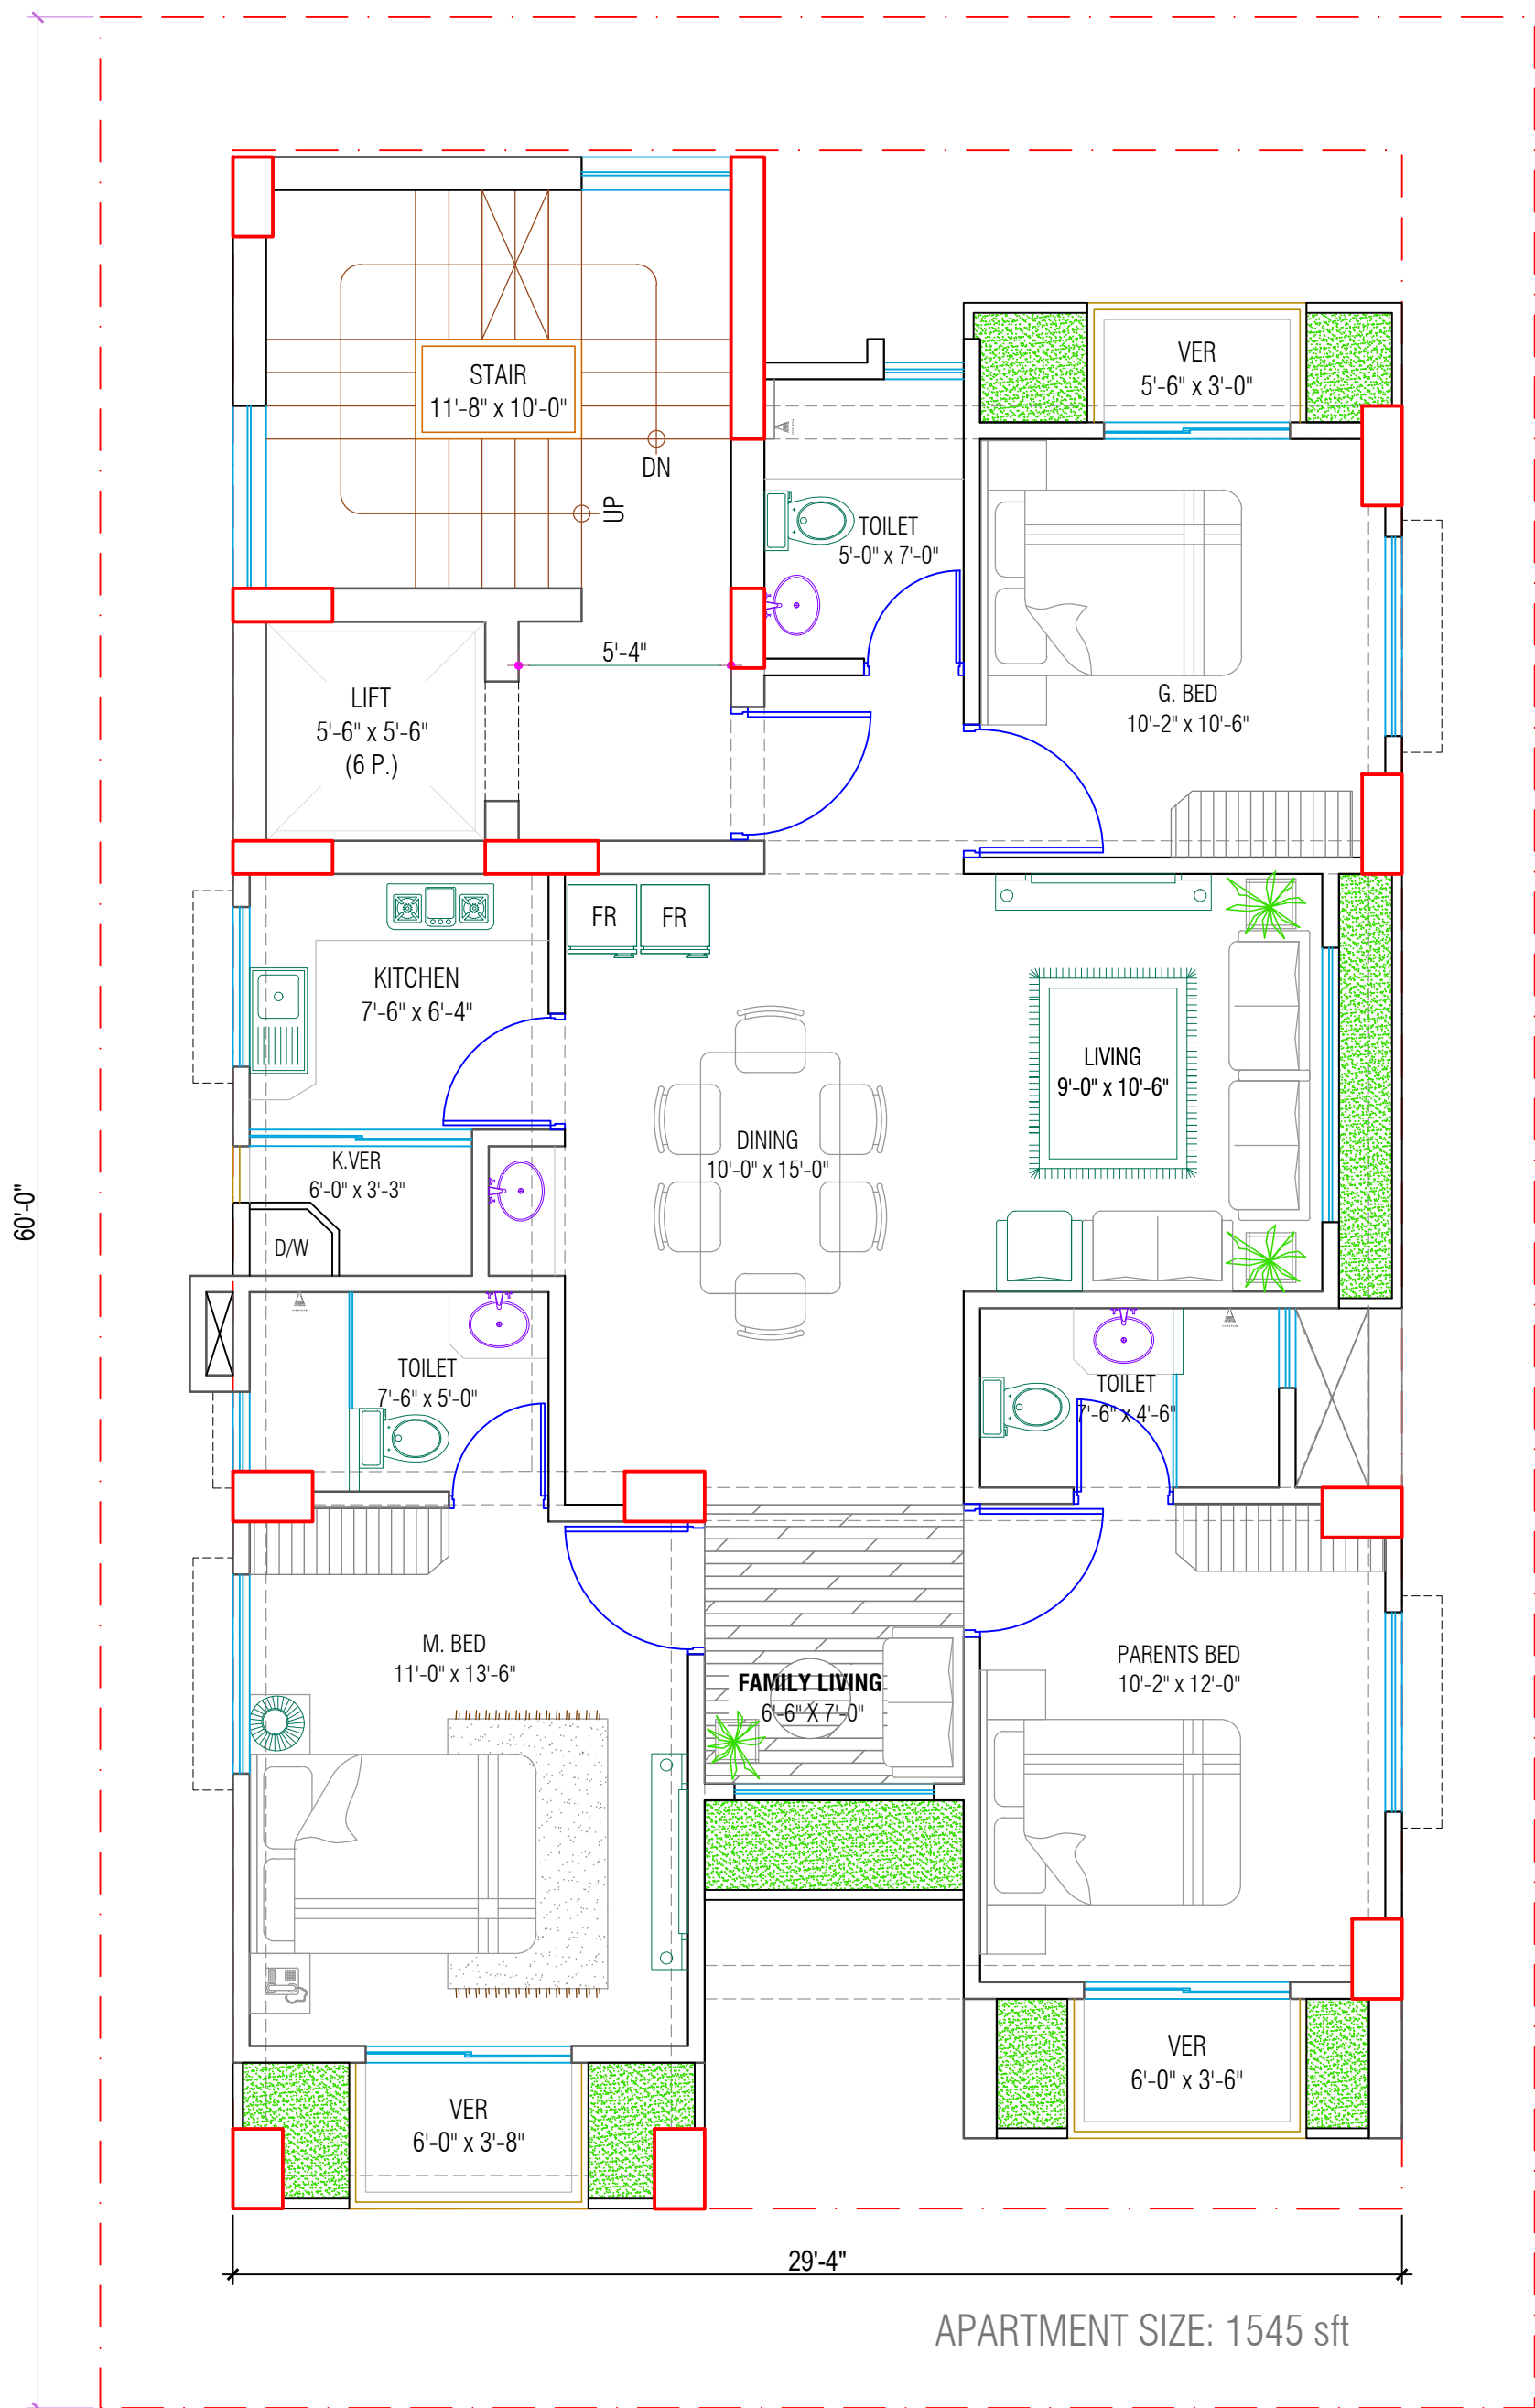 VER
5'-6" x 3'-0"
STAIR
11'-8" x 10'-0"
DN
UP
TOILET
5'-0" x 7'-0"
5'-4"
LIFT
5'-6" x 5'-6"
(6 P.)
G. BED
10'-2" x 10'-6"
FR
FR
KITCHEN
7'-6" x 6'-4"
LIVING
9'-0" x 10'-6"
DINING
10'-0" x 15'-0"
K.VER
6'-0" x 3'-3"
60'-0"
D/W
TOILET
7'-6" x 5'-0"
TOILET
7'-6" x 4'-6"
M. BED
11'-0" x 13'-6"
FAMILY LIVING
6'-6" X 7'-0"
PARENTS BED
10'-2" x 12'-0"
VER
6'-0" x 3'-6"
VER
6'-0" x 3'-8"
29'-4"
APARTMENT SIZE: 1545 sft